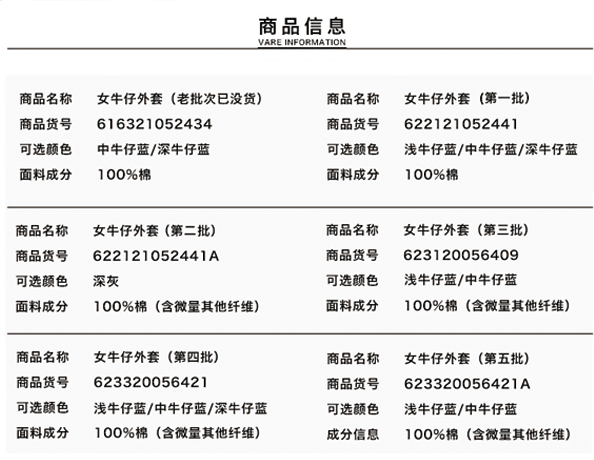 商品信息
VARE INFORMATION
商品名称 女牛仔外套（老批次已没货）
商品货号 616321052434
可选颜色 中牛仔蓝/深牛仔蓝
面料成分 100%棉
商品名称 女牛仔外套（第一批）
商品货号 622121052441
可选颜色 浅牛仔蓝/中牛仔蓝/深牛仔蓝
面料成分 100%棉
商品名称 女牛仔外套（第二批）
商品货号 622121052441A
可选颜色 深灰
面料成分 100%棉（含微量其他纤维）
商品名称 女牛仔外套（第三批）
商品货号 623120056409
可选颜色 浅牛仔蓝/中牛仔蓝
面料成分 100%棉（含微量其他纤维）
商品名称 女牛仔外套（第四批）
商品货号 623320056421
可选颜色 浅牛仔蓝/中牛仔蓝/深牛仔蓝
面料成分 100%棉（含微量其他纤维）
商品名称 女牛仔外套（第五批）
商品货号 623320056421A
可选颜色 浅牛仔蓝/中牛仔蓝
成分信息 100%棉（含微量其他纤维）